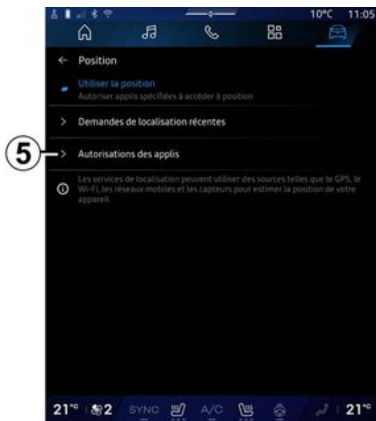 10°C 11:05
Position
Utiliser la position
Autoriser applis spécifiées à accéder à position
Demandes de localisation récentes
5
Autorisations des applis
Les services de localisation peuvent utiliser des sources telles que le GPS, le
Wi-Fi, les réseaux mobiles et les capteurs pour estimer la position de votre
appareil.
21°C 2 SYNC A/C 21°C